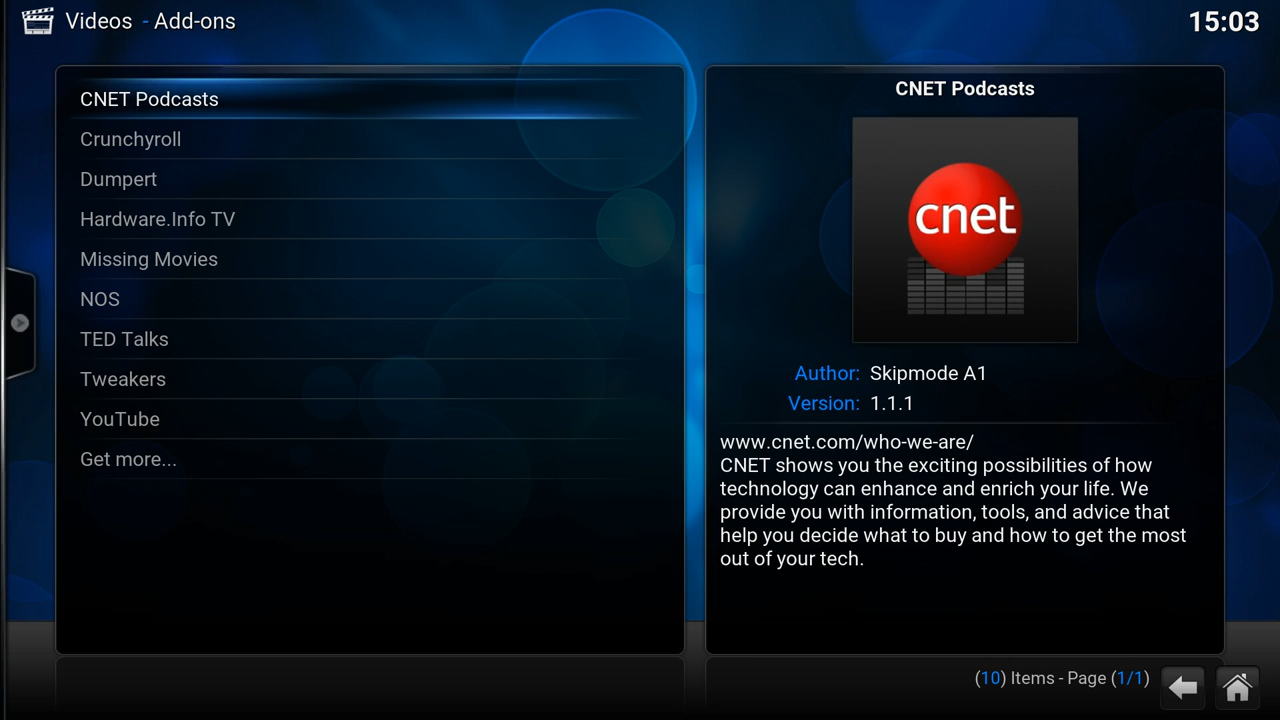 Videos - Add-ons
15:03
CNET Podcasts
Crunchyroll
Dumpert
Hardware.Info TV
Missing Movies
NOS
TED Talks
Tweakers
YouTube
Get more...
CNET Podcasts
cnet
Author: Skipmode A1
Version: 1.1.1
www.cnet.com/who-we-are/
CNET shows you the exciting possibilities of how
technology can enhance and enrich your life. We
provide you with information, tools, and advice that
help you decide what to buy and how to get the most
out of your tech.
(10) Items - Page (1/1)